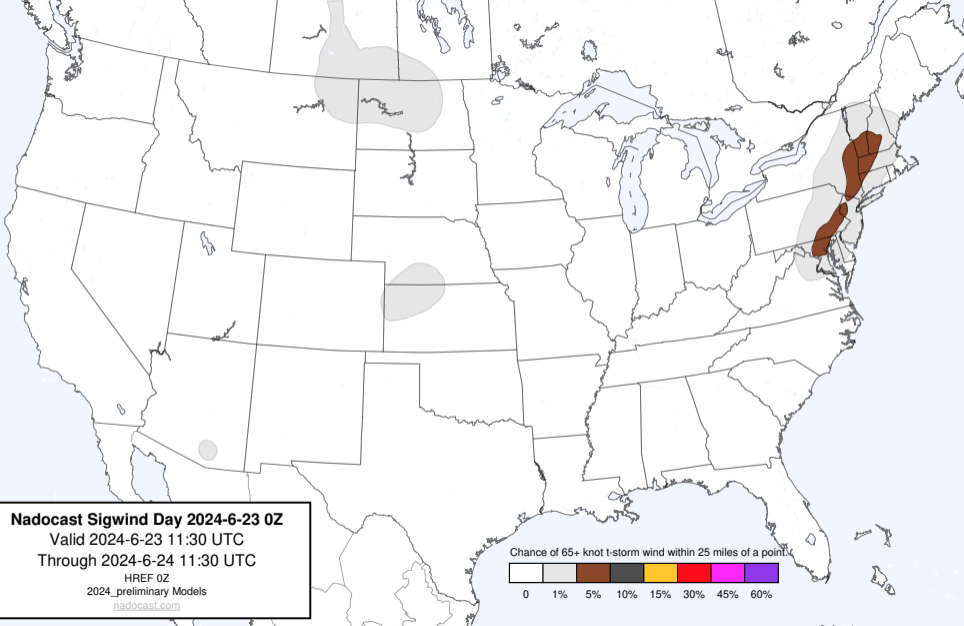 Nadocast Sigwind Day 2024-6-23 0Z
Valid 2024-6-23 11:30 UTC
Through 2024-6-24 11:30 UTC
HREF 0Z
2024_preliminary Models
nadocast.com
Chance of 65+ knot t-storm wind within 25 miles of a point.
0 1% 5% 10% 15% 30% 45% 60%